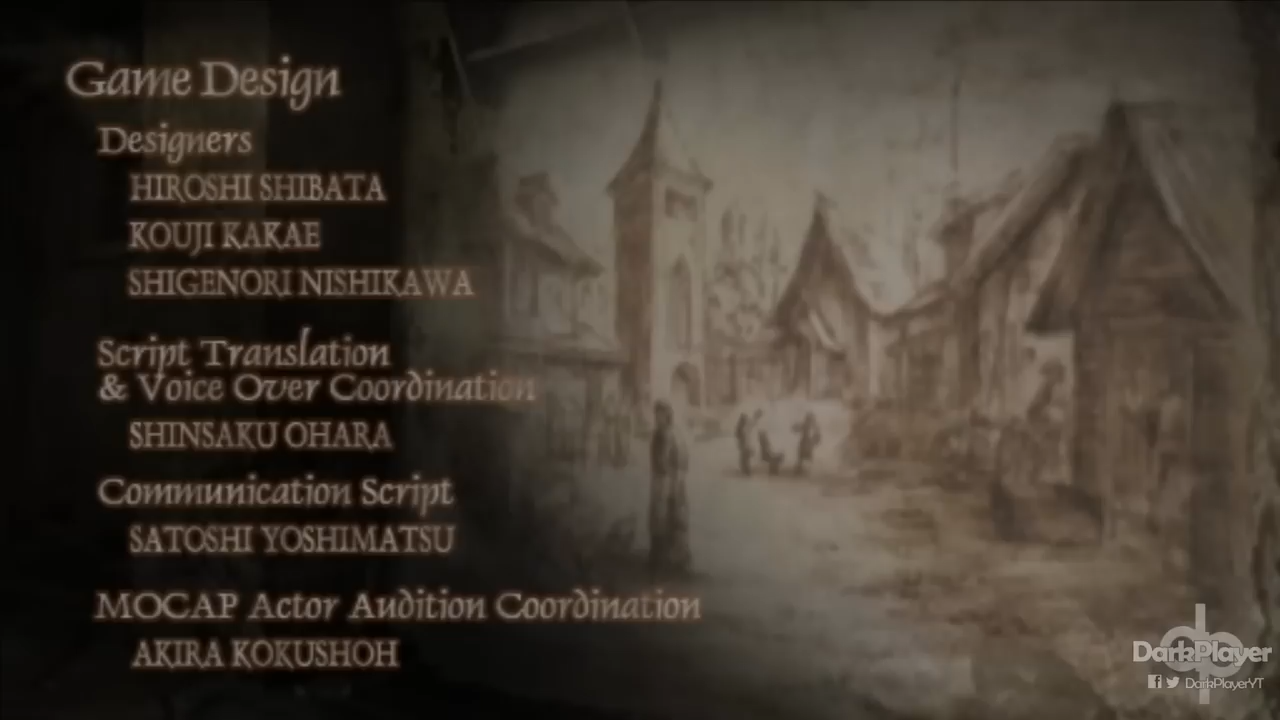 Game Design
Designers
HIROSHI SHIBATA
KOUJI KAKAE
SHIGENORI NISHIKAWA
Script Translation
& Voice Over Coordination
SHINSAKU OHARA
Communication Script
SATOSHI YOSHIMATSU
MOCAP Actor Audition Coordination
AKIRA KOKUSHOH
dp
DarkPlayer
DarkPlayerYT